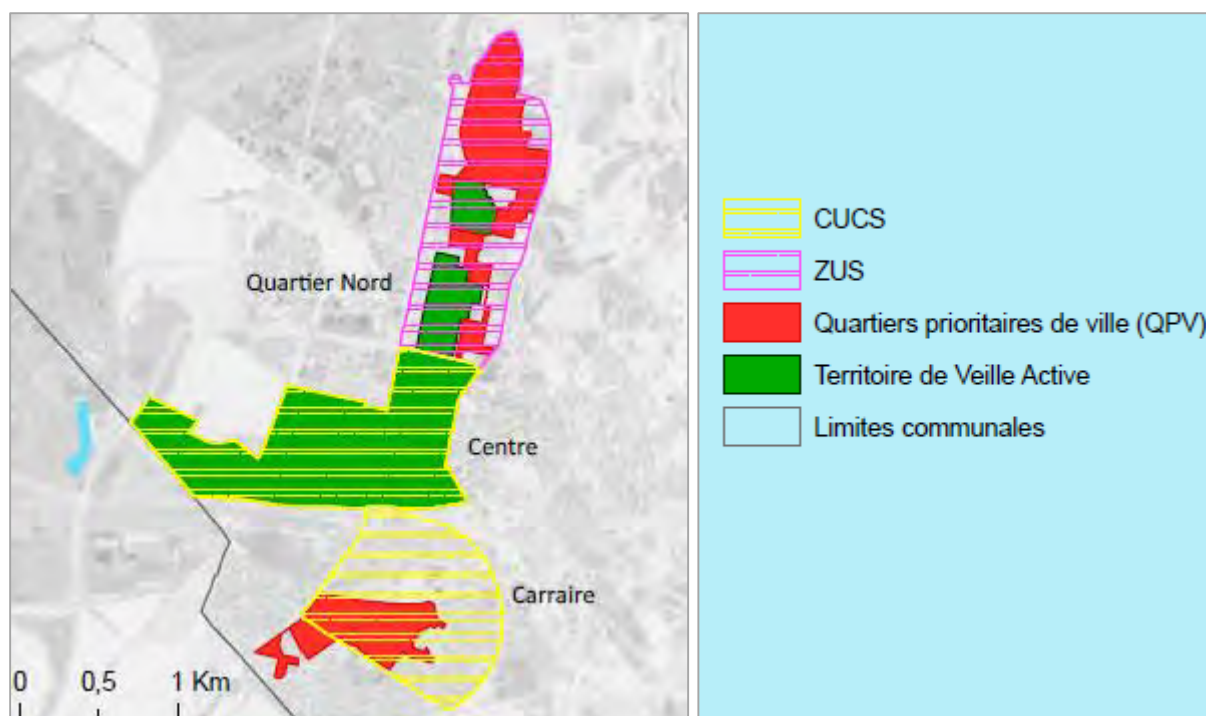 Quartier Nord
Centre
Carraire
0 0,5 1 Km
CUCS
ZUS
Quartiers prioritaires de ville (QPV)
Territoire de Veille Active
Limites communales